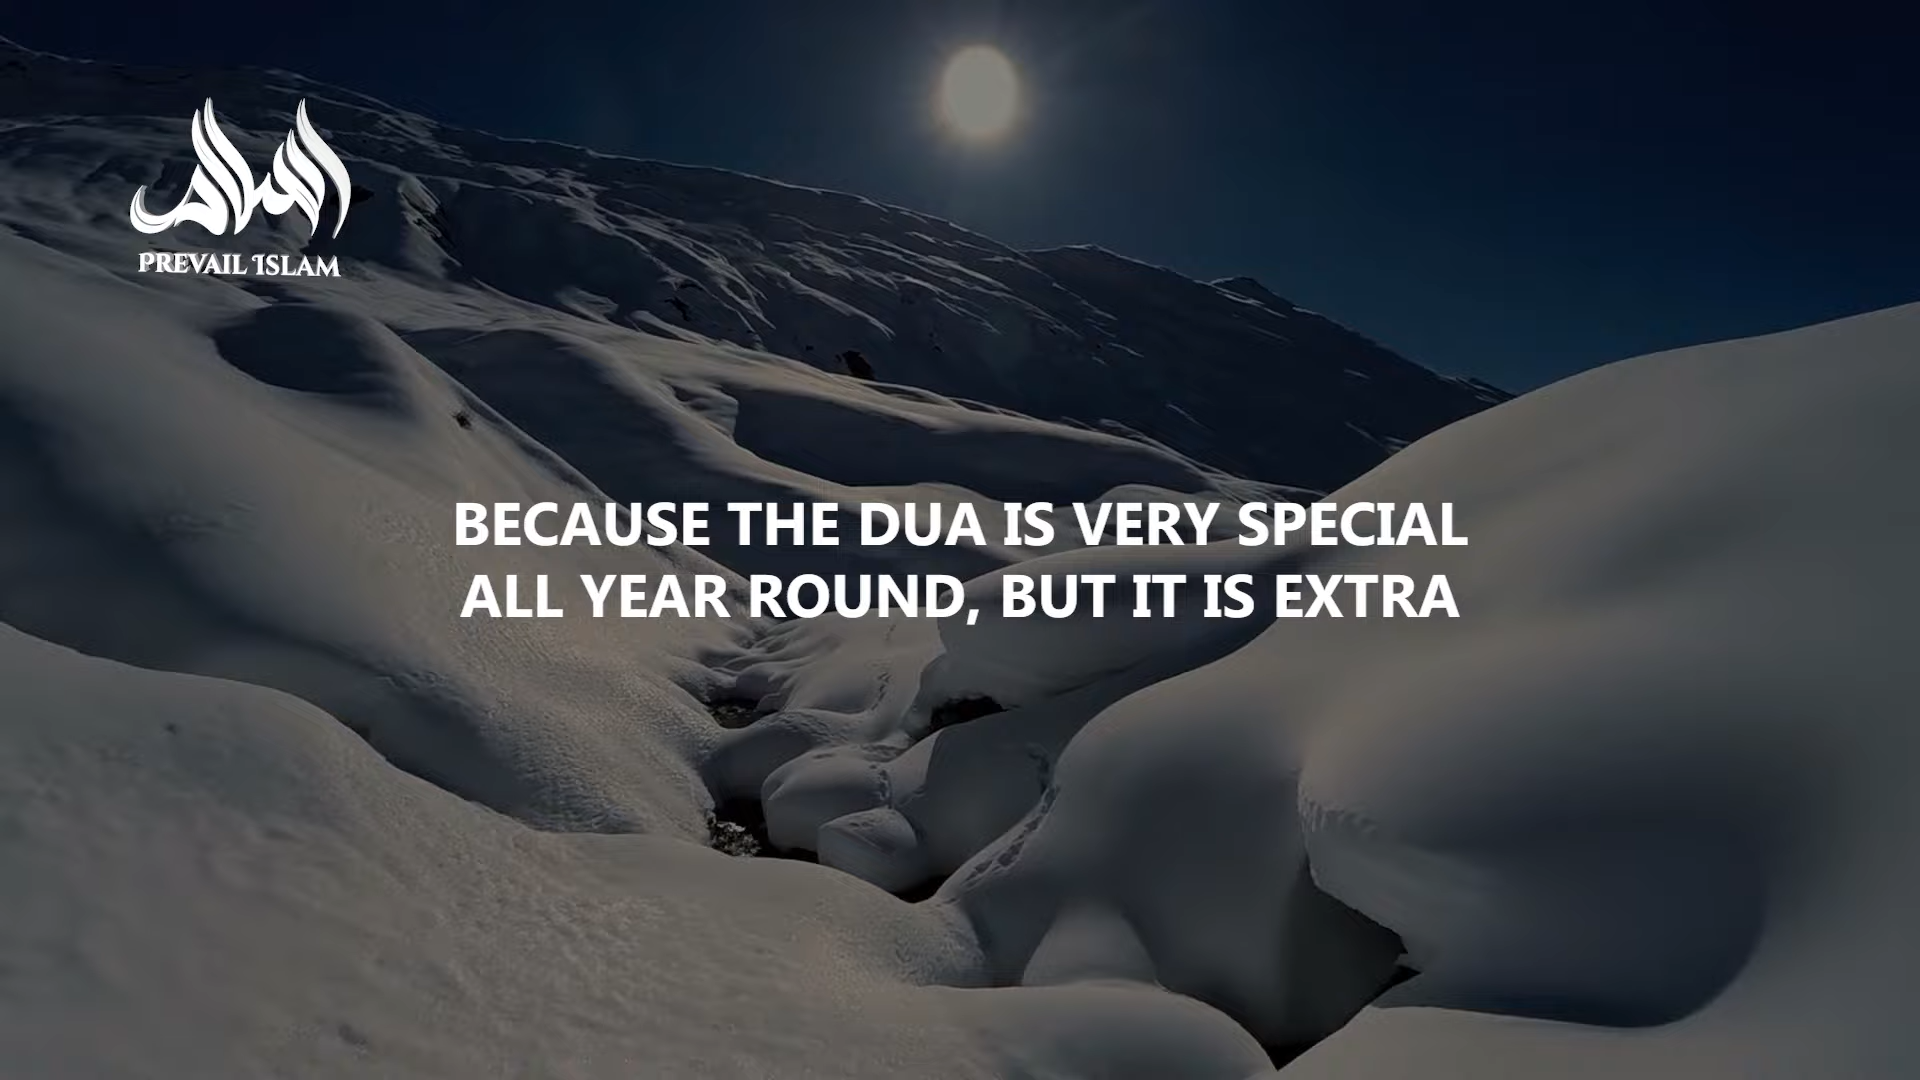 PREVAIL ISLAM
BECAUSE THE DUA IS VERY SPECIAL
ALL YEAR ROUND, BUT IT IS EXTRA